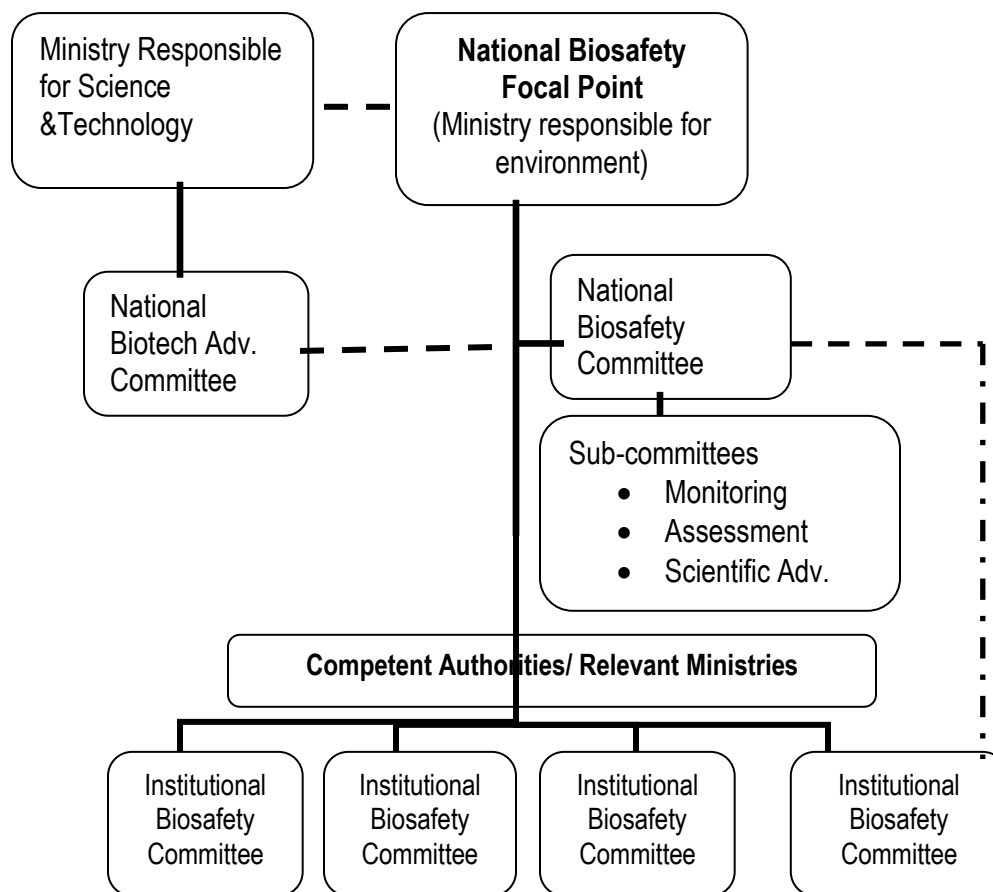 Ministry Responsible
for Science
&Technology
National Biosafety
Focal Point
(Ministry responsible for
environment)
National
Biotech Adv.
Committee
National
Biosafety
Committee
Sub-committees
• Monitoring
• Assessment
• Scientific Adv.
Competent Authorities/ Relevant Ministries
Institutional
Biosafety
Committee
Institutional
Biosafety
Committee
Institutional
Biosafety
Committee
Institutional
Biosafety
Committee